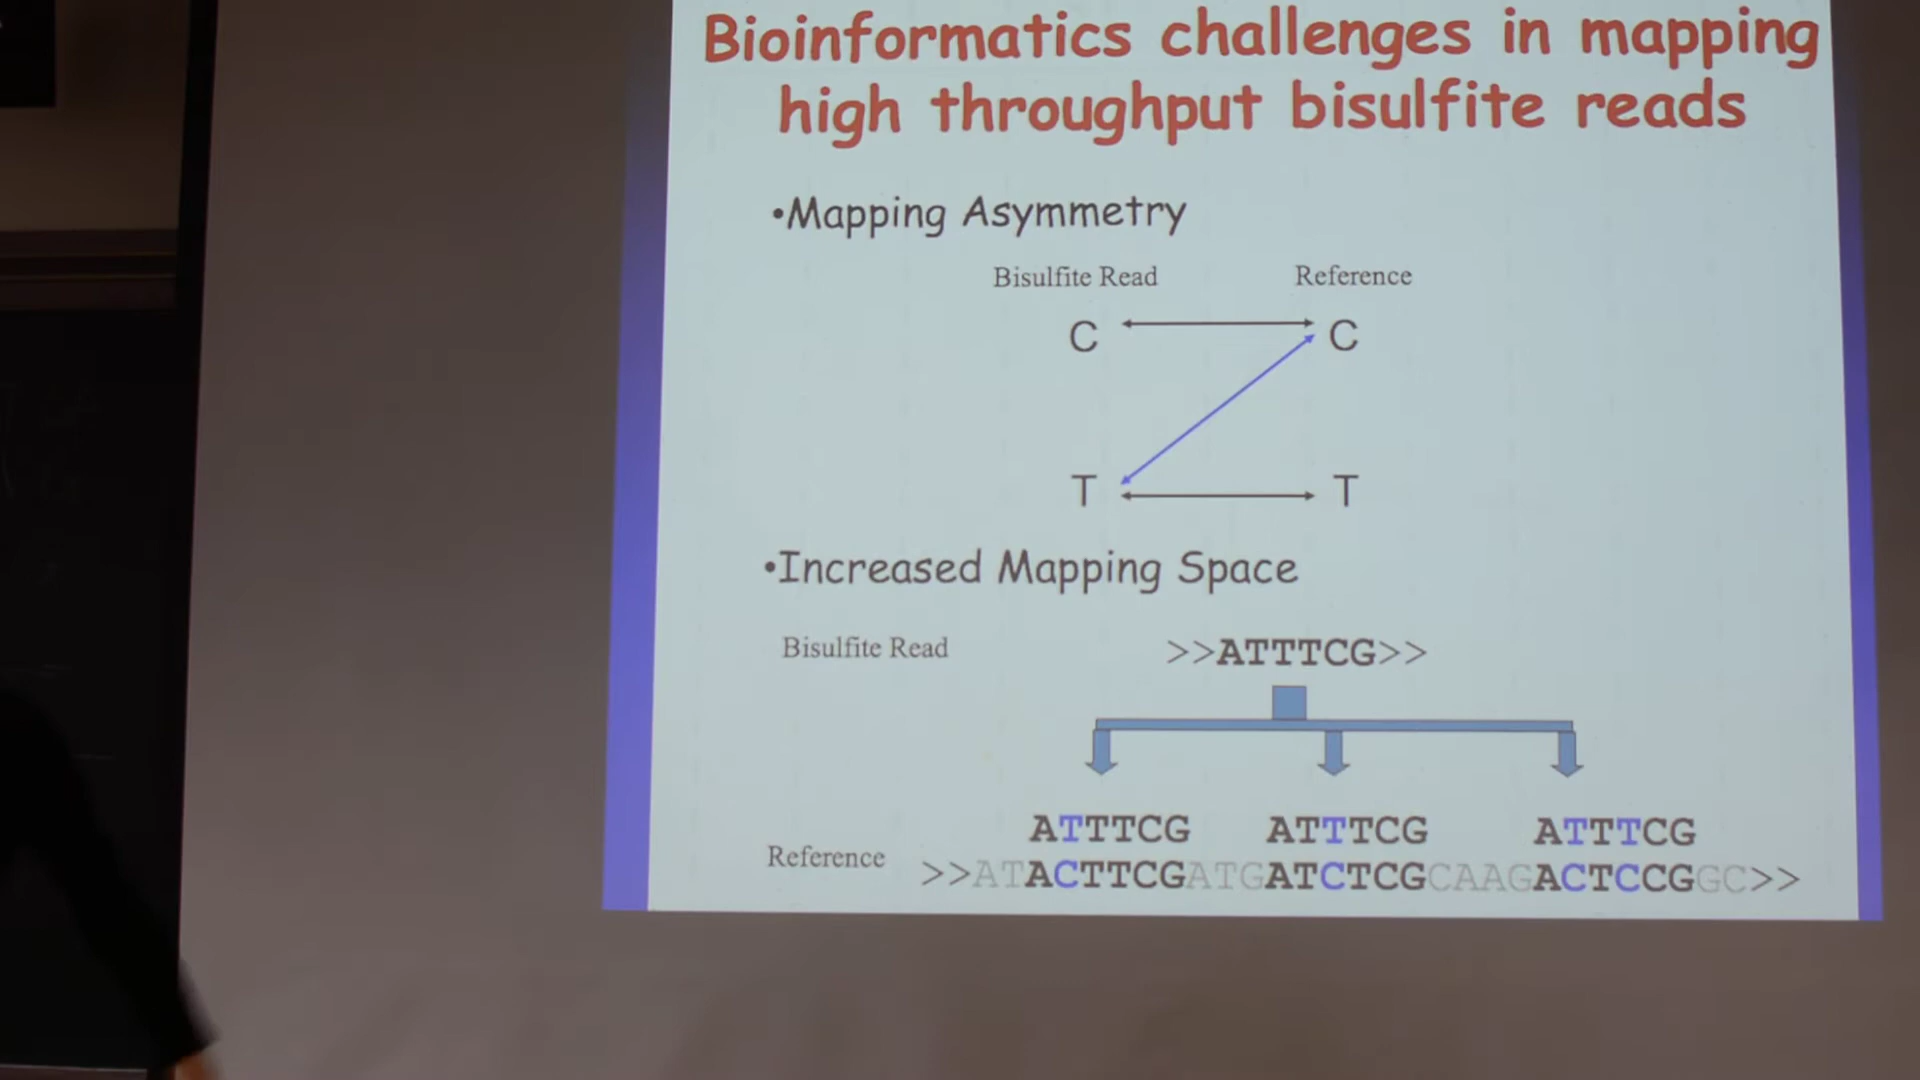 Bioinformatics challenges in mapping
high throughput bisulfite reads
•Mapping Asymmetry
Bisulfite Read Reference
C C
T T
•Increased Mapping Space
Bisulfite Read >>ATTTCG>>
ATTTCG ATTTCG ATTTCG
Reference >>ATACTTCGATGATCTCGCAAGACTCCGGC>>